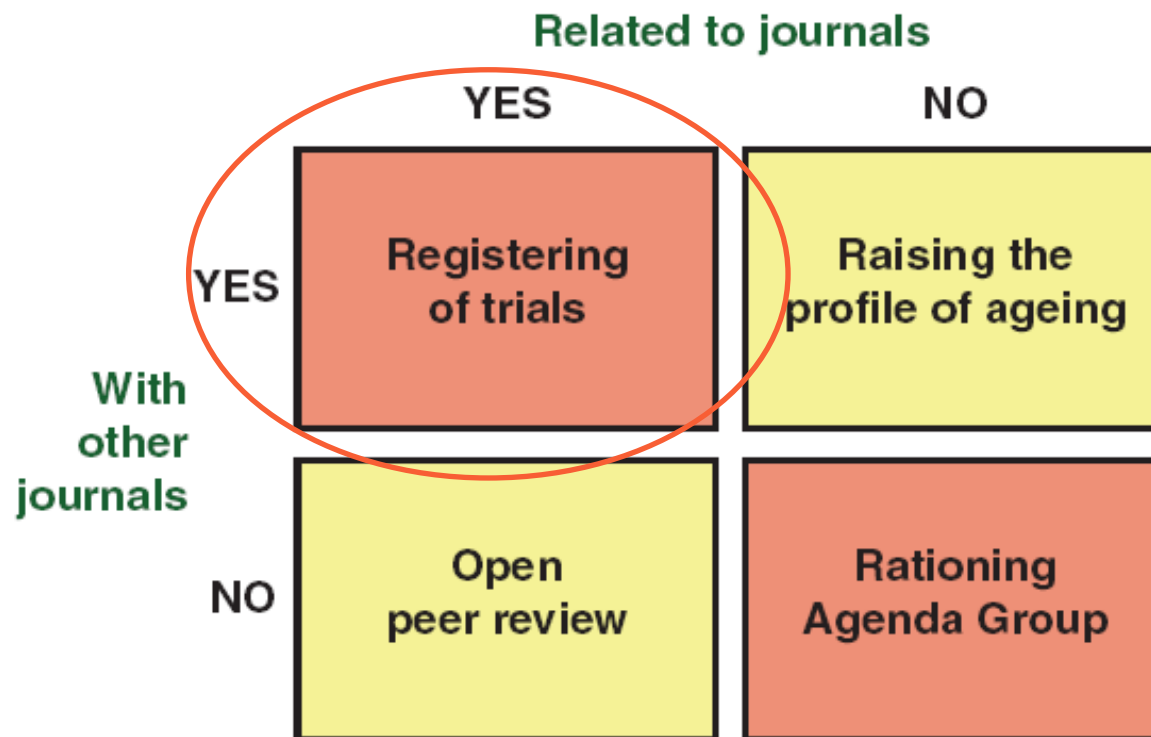 Related to journals
YES NO
YES
Registering
of trials
Raising the
profile of ageing
With
other
journals
NO
Open
peer review
Rationing
Agenda Group